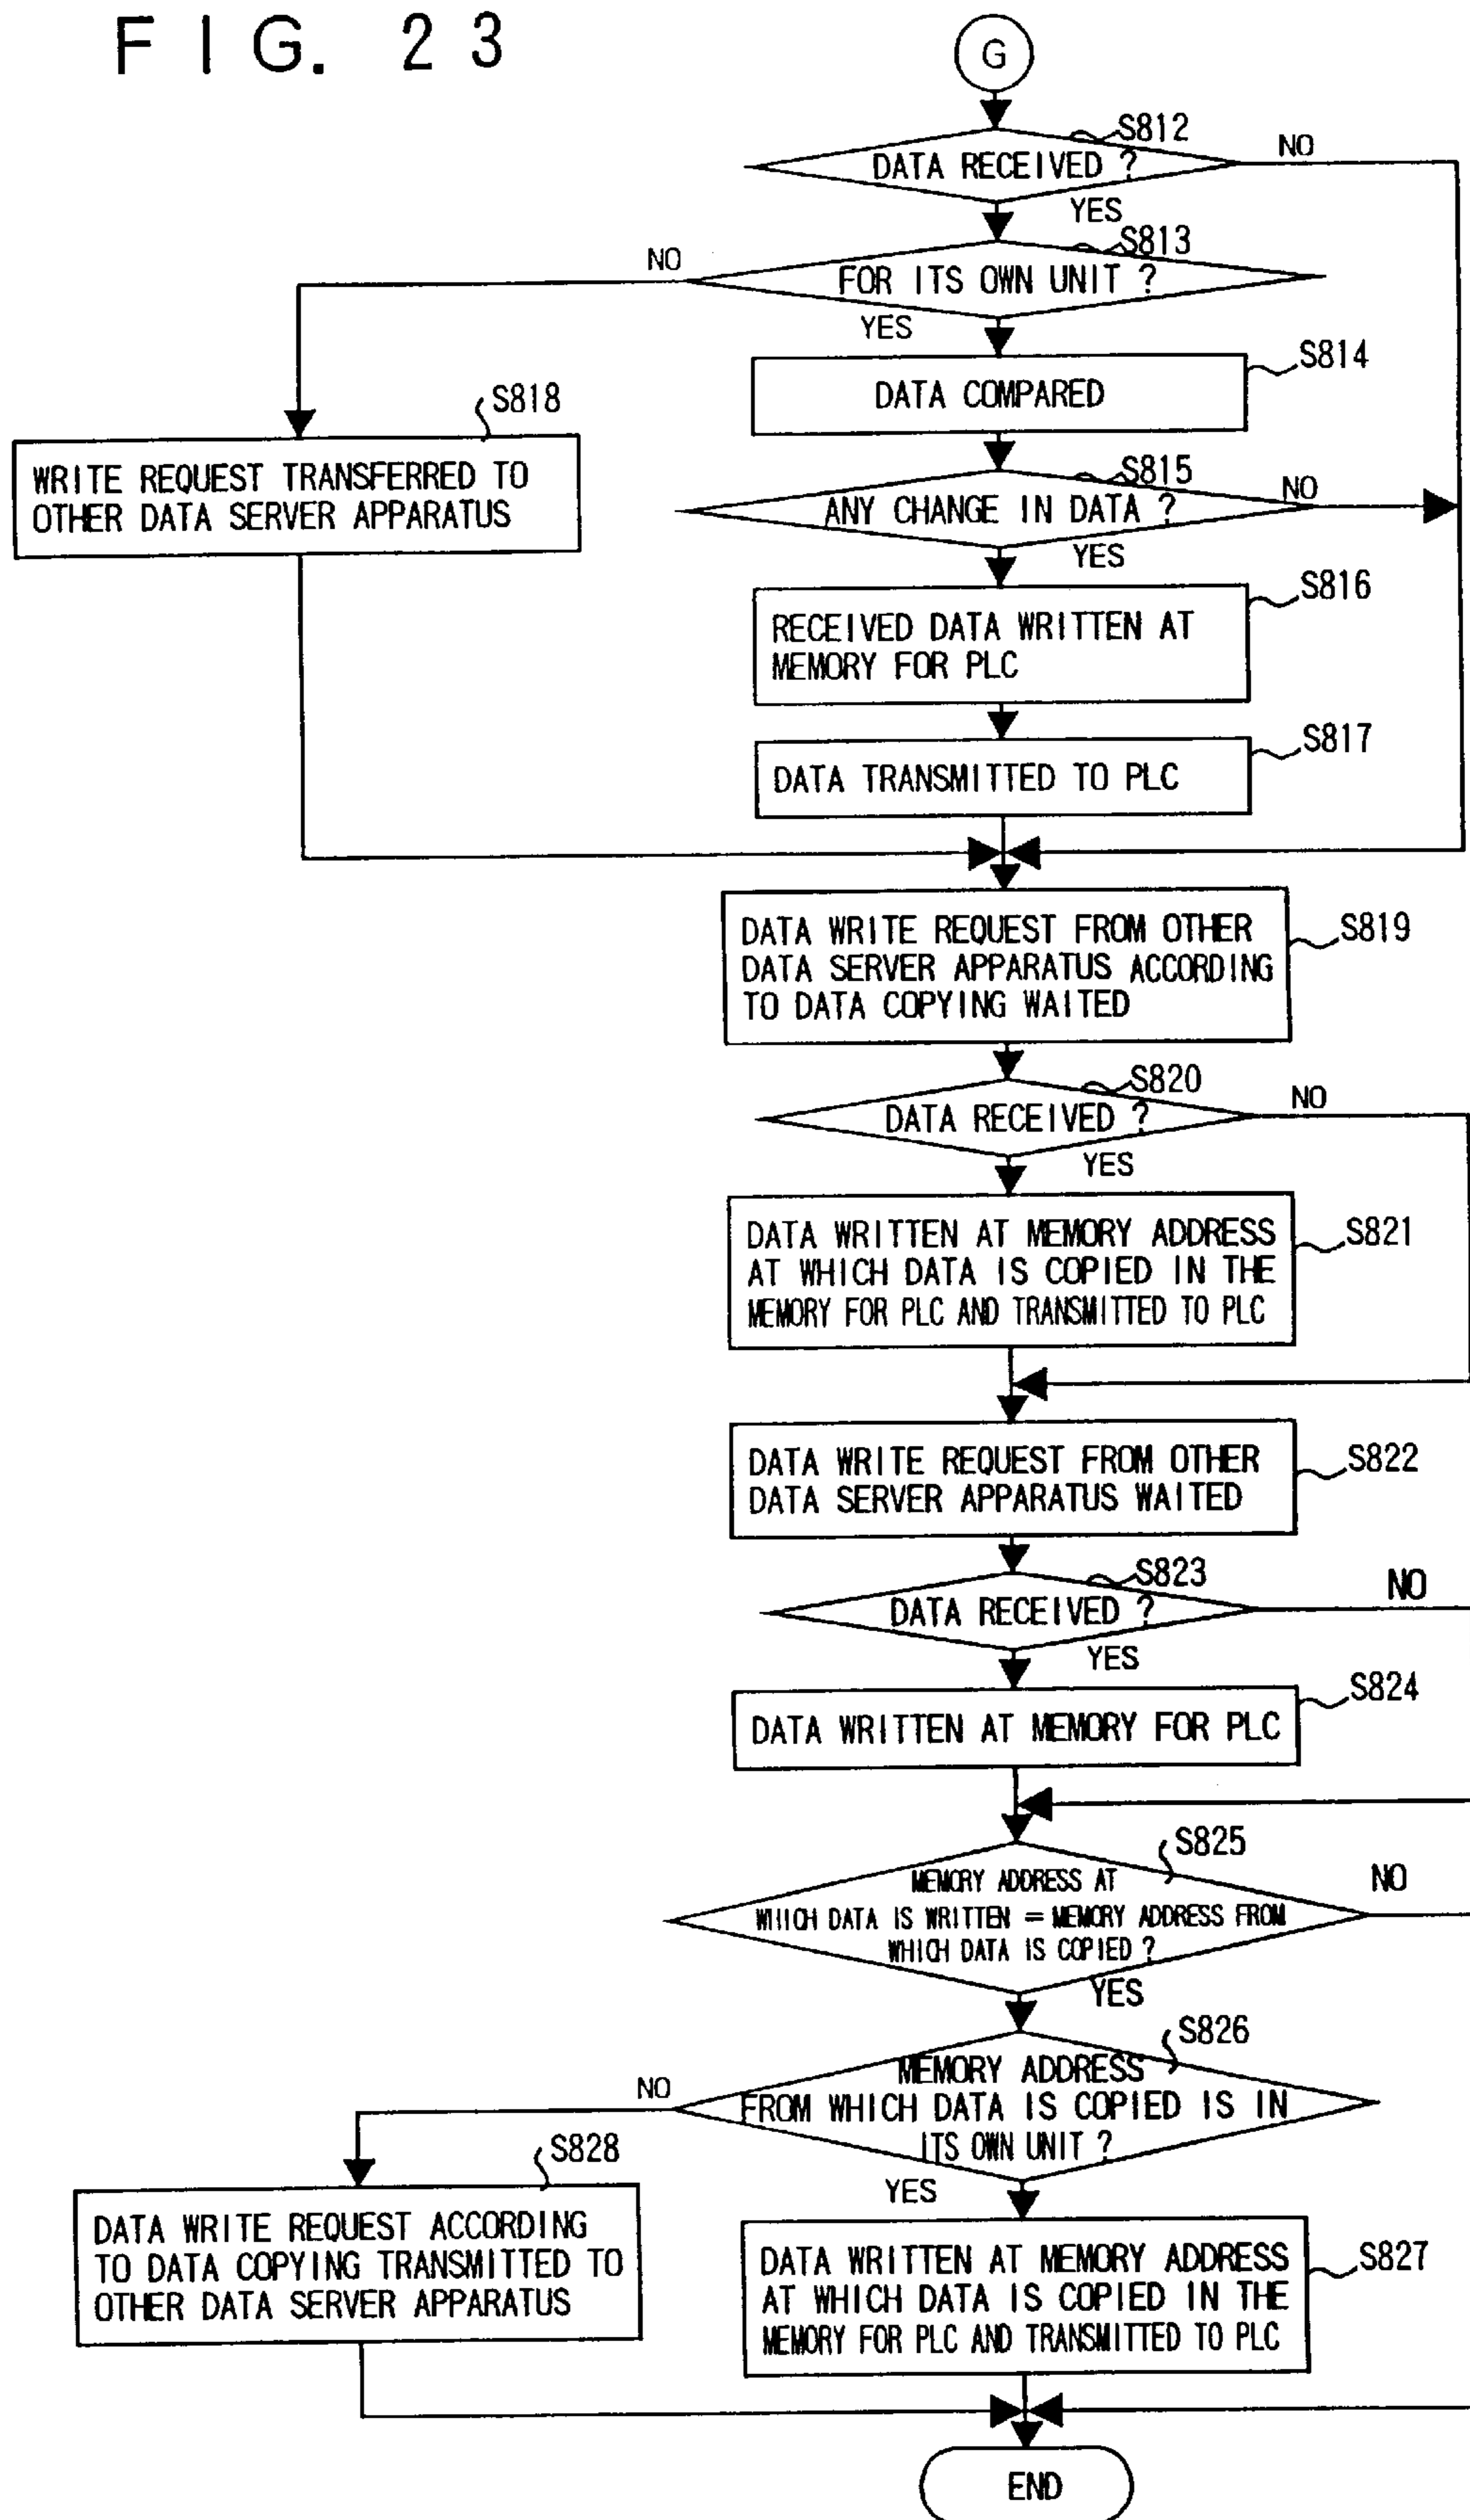 FIG. 23
G
S812
DATA RECEIVED ?
NO
YES
S813
NO
FOR ITS OWN UNIT ?
YES
S814
DATA COMPARED
S818
WRITE REQUEST TRANSFERRED TO
OTHER DATA SERVER APPARATUS
S815
NO
ANY CHANGE IN DATA ?
YES
S816
RECEIVED DATA WRITTEN AT
MEMORY FOR PLC
S817
DATA TRANSMITTED TO PLC
S819
DATA WRITE REQUEST FROM OTHER
DATA SERVER APPARATUS ACCORDING
TO DATA COPYING WAITED
S820
NO
DATA RECEIVED ?
YES
S821
DATA WRITTEN AT MEMORY ADDRESS
AT WHICH DATA IS COPIED IN THE
MEMORY FOR PLC AND TRANSMITTED TO PLC
S822
DATA WRITE REQUEST FROM OTHER
DATA SERVER APPARATUS WAITED
S823
NO
DATA RECEIVED ?
YES
S824
DATA WRITTEN AT MEMORY FOR PLC
S825
NO
MEMORY ADDRESS AT
WHICH DATA IS WRITTEN = MEMORY ADDRESS FROM
WHICH DATA IS COPIED ?
YES
S826
NO
MEMORY ADDRESS
FROM WHICH DATA IS COPIED IS IN
ITS OWN UNIT ?
YES
S828
DATA WRITE REQUEST ACCORDING
TO DATA COPYING TRANSMITTED TO
OTHER DATA SERVER APPARATUS
S827
DATA WRITTEN AT MEMORY ADDRESS
AT WHICH DATA IS COPIED IN THE
MEMORY FOR PLC AND TRANSMITTED TO PLC
END